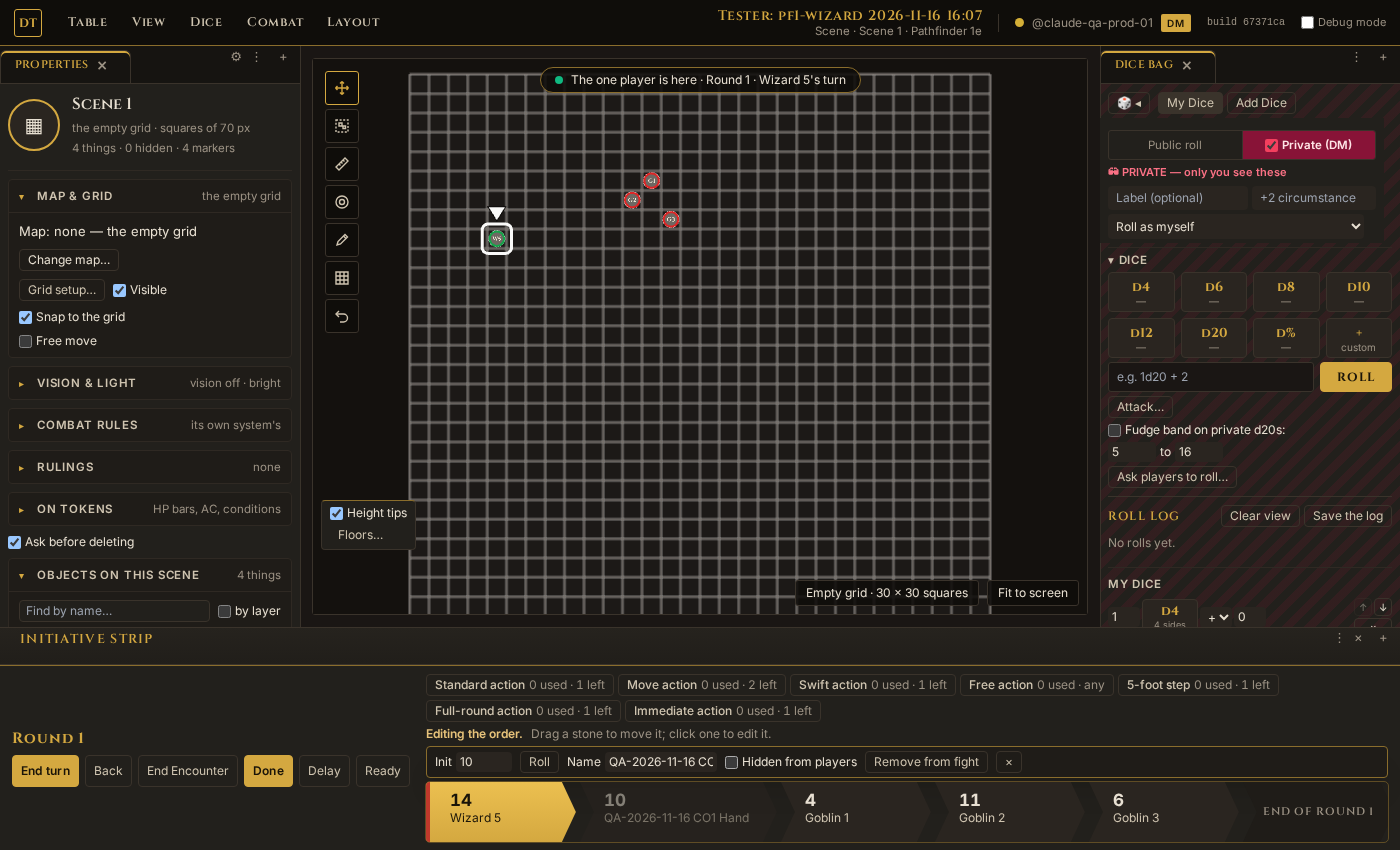 DT TABLE VIEW DICE COMBAT LAYOUT
TESTER: PF1-WIZARD 2026-11-16 16:07
Scene · Scene 1 · Pathfinder 1e
@claude-qa-prod-01 DM build 67371ca Debug mode
PROPERTIES ✕
SCENE 1
the empty grid · squares of 70 px
4 things · 0 hidden · 4 markers
MAP & GRID the empty grid
Map: none — the empty grid
Change map...
Grid setup... Visible
Snap to the grid
Free move
VISION & LIGHT vision off · bright
COMBAT RULES its own system's
RULINGS none
ON TOKENS HP bars, AC, conditions
Ask before deleting
OBJECTS ON THIS SCENE 4 things
Find by name... by layer
The one player is here · Round 1 · Wizard 5's turn
G1
G2
G3
W5
Height tips
Floors...
Empty grid · 30 × 30 squares Fit to screen
DICE BAG ✕
My Dice Add Dice
Public roll Private (DM)
PRIVATE — only you see these
Label (optional) +2 circumstance
Roll as myself
DICE
D4 D6 D8 D10
— — — —
D12 D20 D% +
— — — custom
e.g. 1d20 + 2 ROLL
Attack...
Fudge band on private d20s:
5 to 16
Ask players to roll...
ROLL LOG Clear view Save the log
No rolls yet.
MY DICE
1 D4 + 0
4 sides
INITIATIVE STRIP
ROUND 1
End turn Back End Encounter Done Delay Ready
Standard action 0 used · 1 left Move action 0 used · 2 left Swift action 0 used · 1 left Free action 0 used · any 5-foot step 0 used · 1 left
Full-round action 0 used · 1 left Immediate action 0 used · 1 left
Editing the order. Drag a stone to move it; click one to edit it.
Init 10 Roll Name QA-2026-11-16 CO Hidden from players Remove from fight ×
14 10 4 11 6
Wizard 5 QA-2026-11-16 CO1 Hand Goblin 1 Goblin 2 Goblin 3 END OF ROUND 1